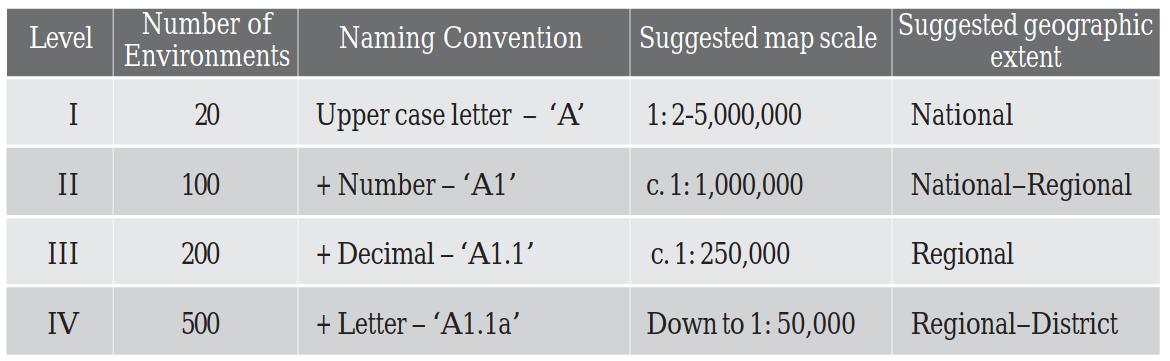 Level | Number of Environments | Naming Convention | Suggested map scale | Suggested geographic extent
I | 20 | Upper case letter – ‘A’ | 1: 2-5,000,000 | National
II | 100 | + Number – ‘A1’ | c. 1: 1,000,000 | National–Regional
III | 200 | + Decimal – ‘A1.1’ | c. 1: 250,000 | Regional
IV | 500 | + Letter – ‘A1.1a’ | Down to 1: 50,000 | Regional–District